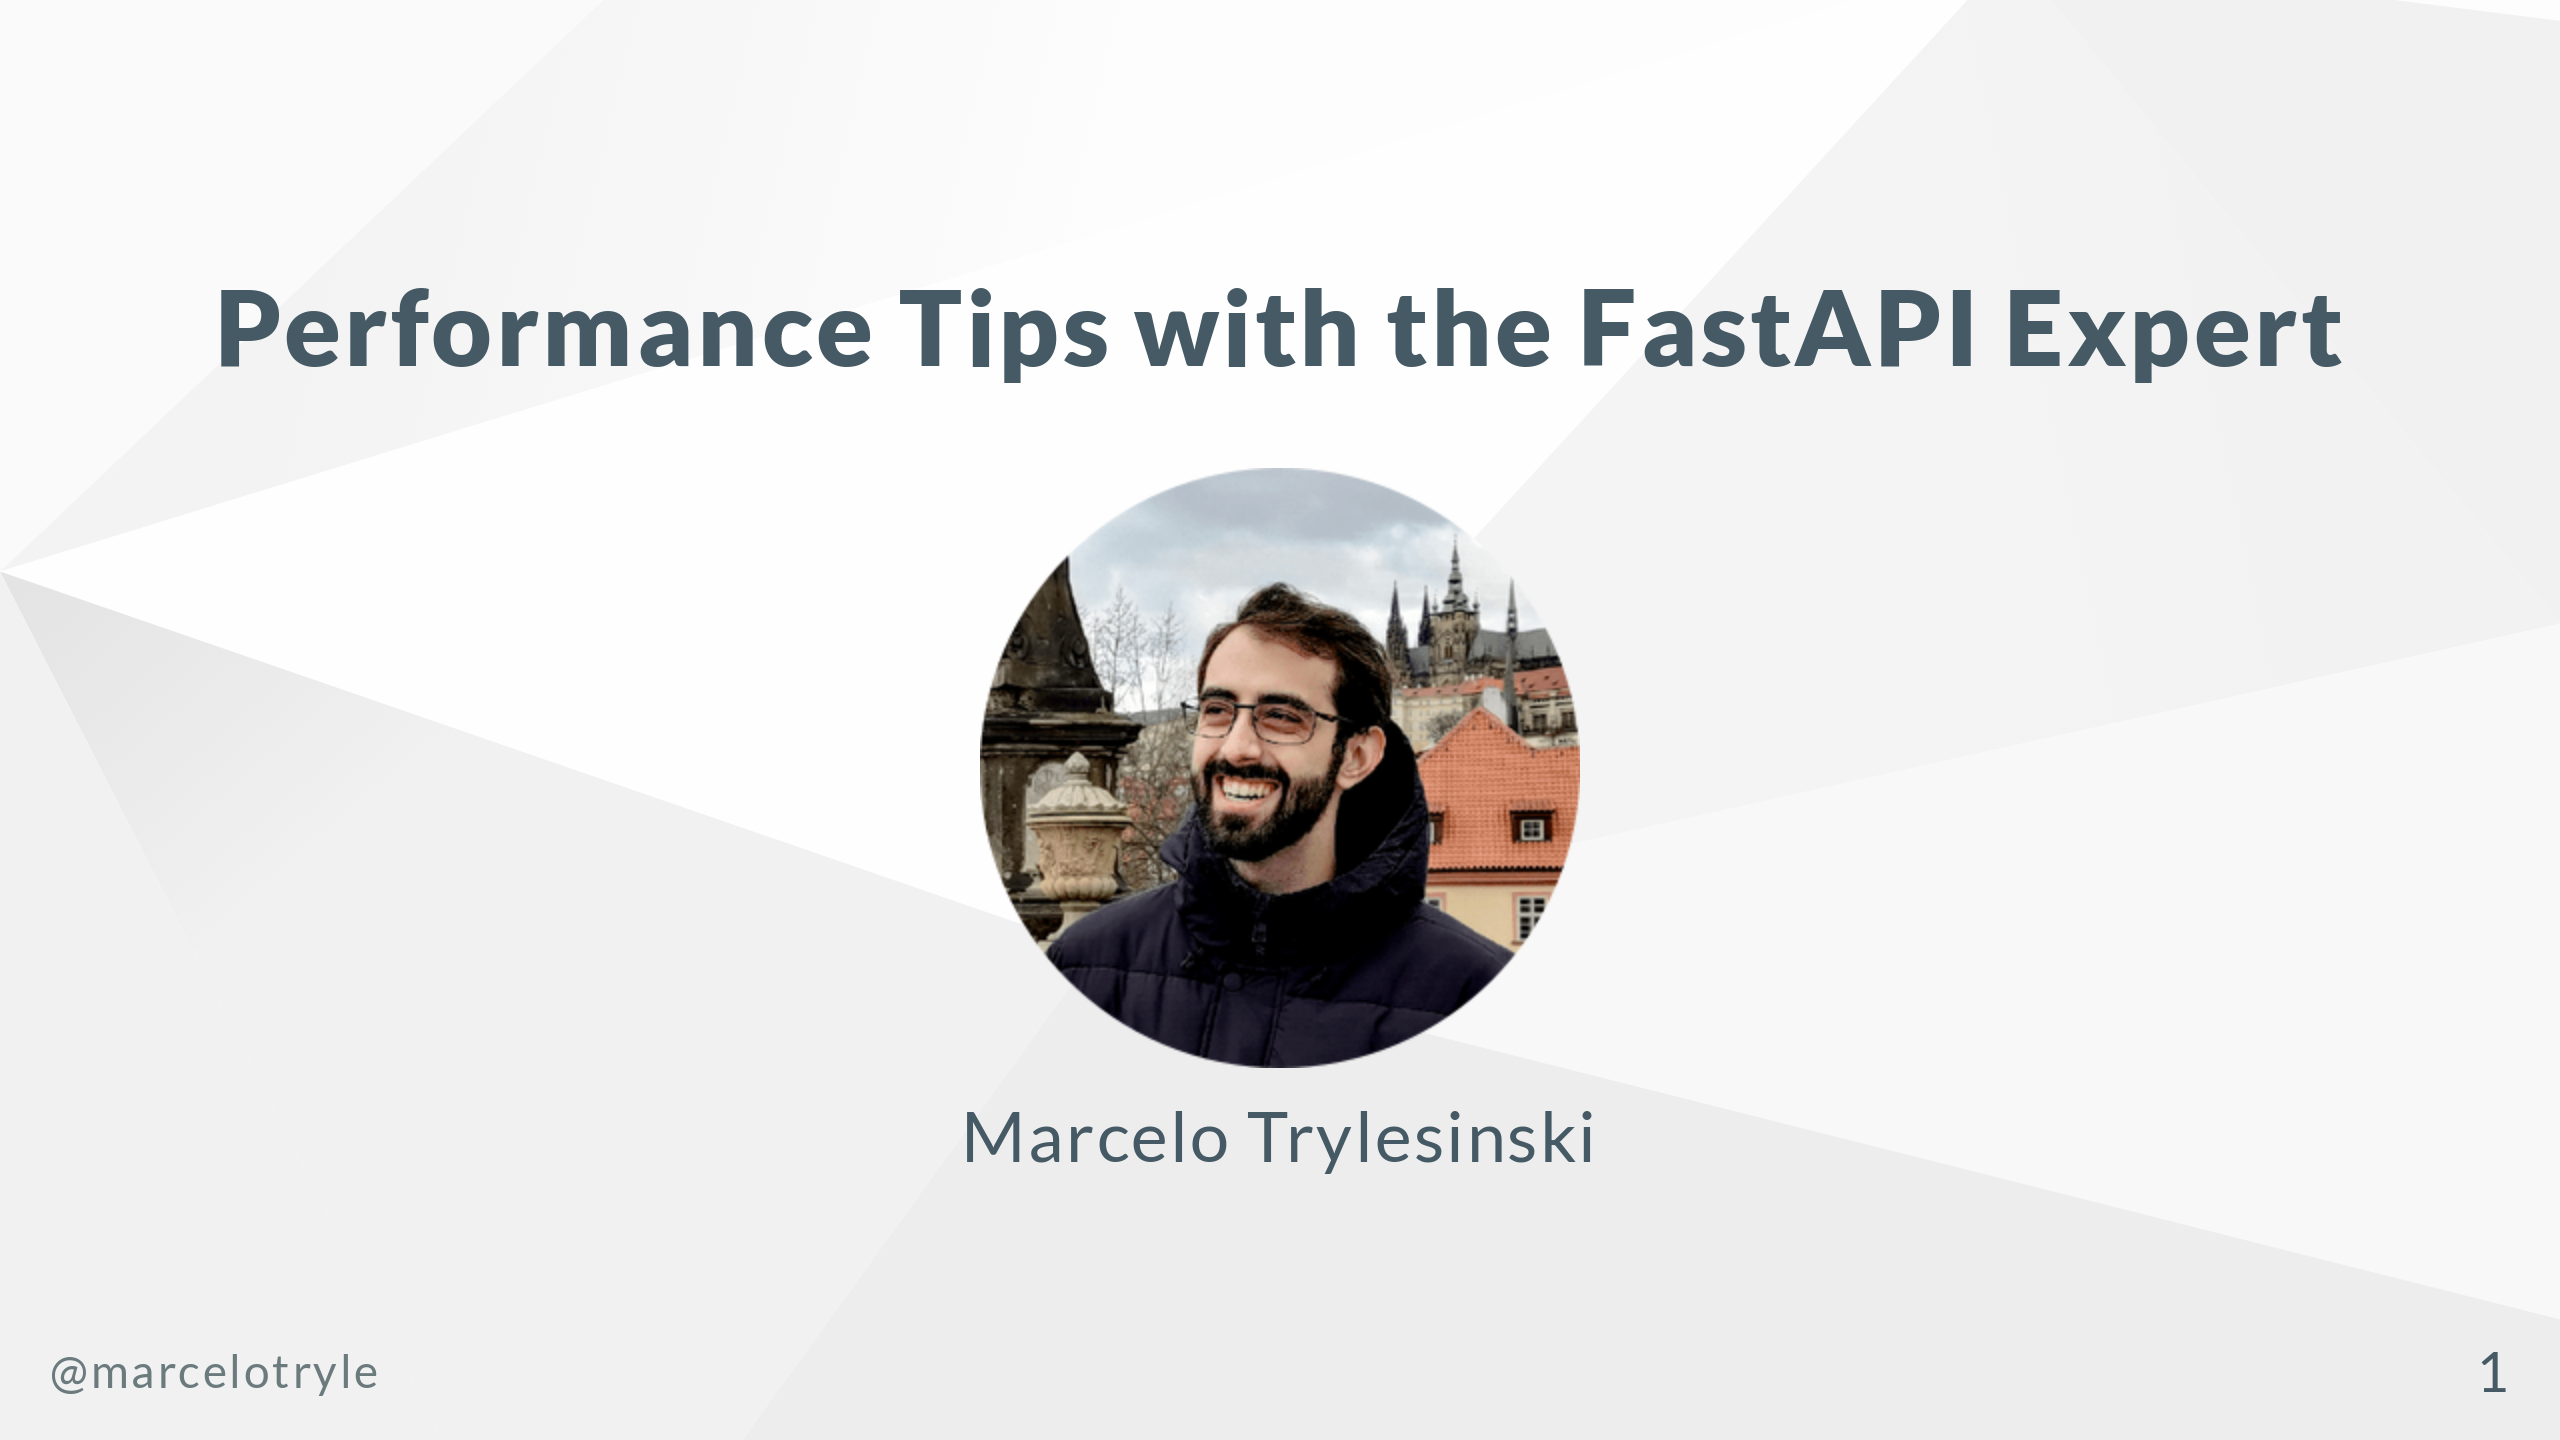 Performance Tips with the FastAPI Expert
Marcelo Trylesinski
@marcelotryle
1